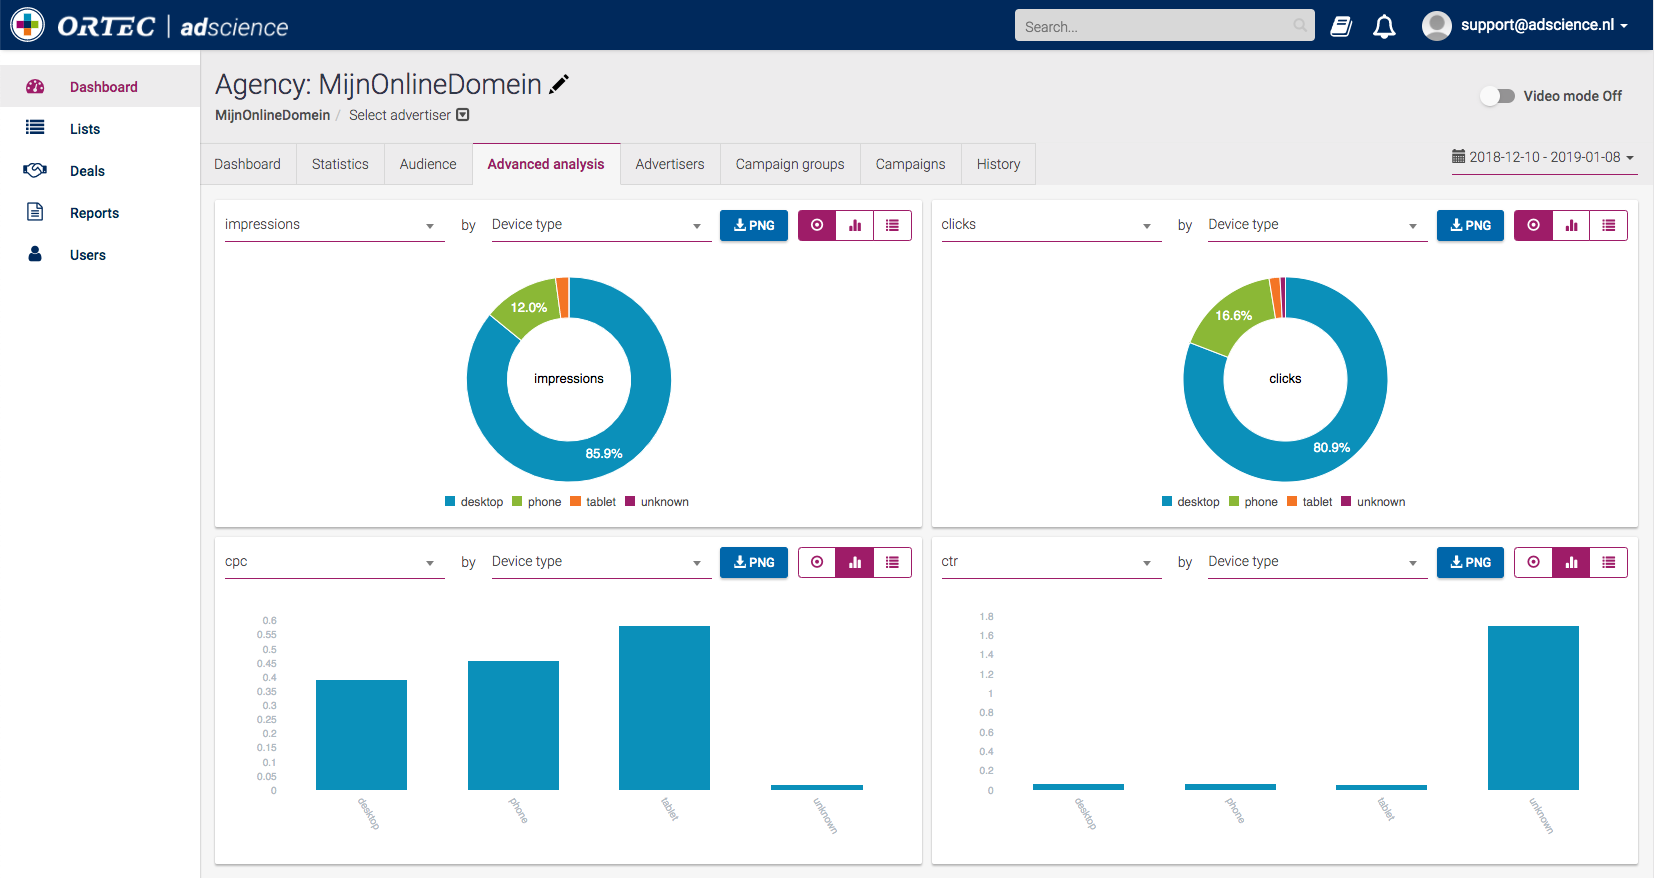 ORTEC | adscience
Search...
support@adscience.nl
Dashboard
Lists
Deals
Reports
Users
Agency: MijnOnlineDomein
MijnOnlineDomein / Select advertiser
Video mode Off
Dashboard Statistics Audience Advanced analysis Advertisers Campaign groups Campaigns History
2018-12-10 - 2019-01-08
impressions by Device type PNG
12.0%
impressions
85.9%
desktop phone tablet unknown
clicks by Device type PNG
16.6%
clicks
80.9%
desktop phone tablet unknown
cpc by Device type PNG
0.6
0.55
0.5
0.45
0.4
0.35
0.3
0.25
0.2
0.15
0.1
0.05
0
desktop phone tablet unknown
ctr by Device type PNG
1.8
1.6
1.4
1.2
1
0.8
0.6
0.4
0.2
0
desktop phone tablet unknown